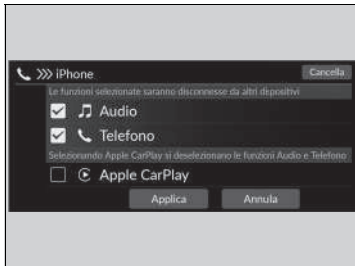 iPhone
Cancella
Le funzioni selezionate saranno disconnesse da altri dispositivi
Audio
Telefono
Selezionando Apple CarPlay si deselezionano le funzioni Audio e Telefono
Apple CarPlay
Applica
Annulla